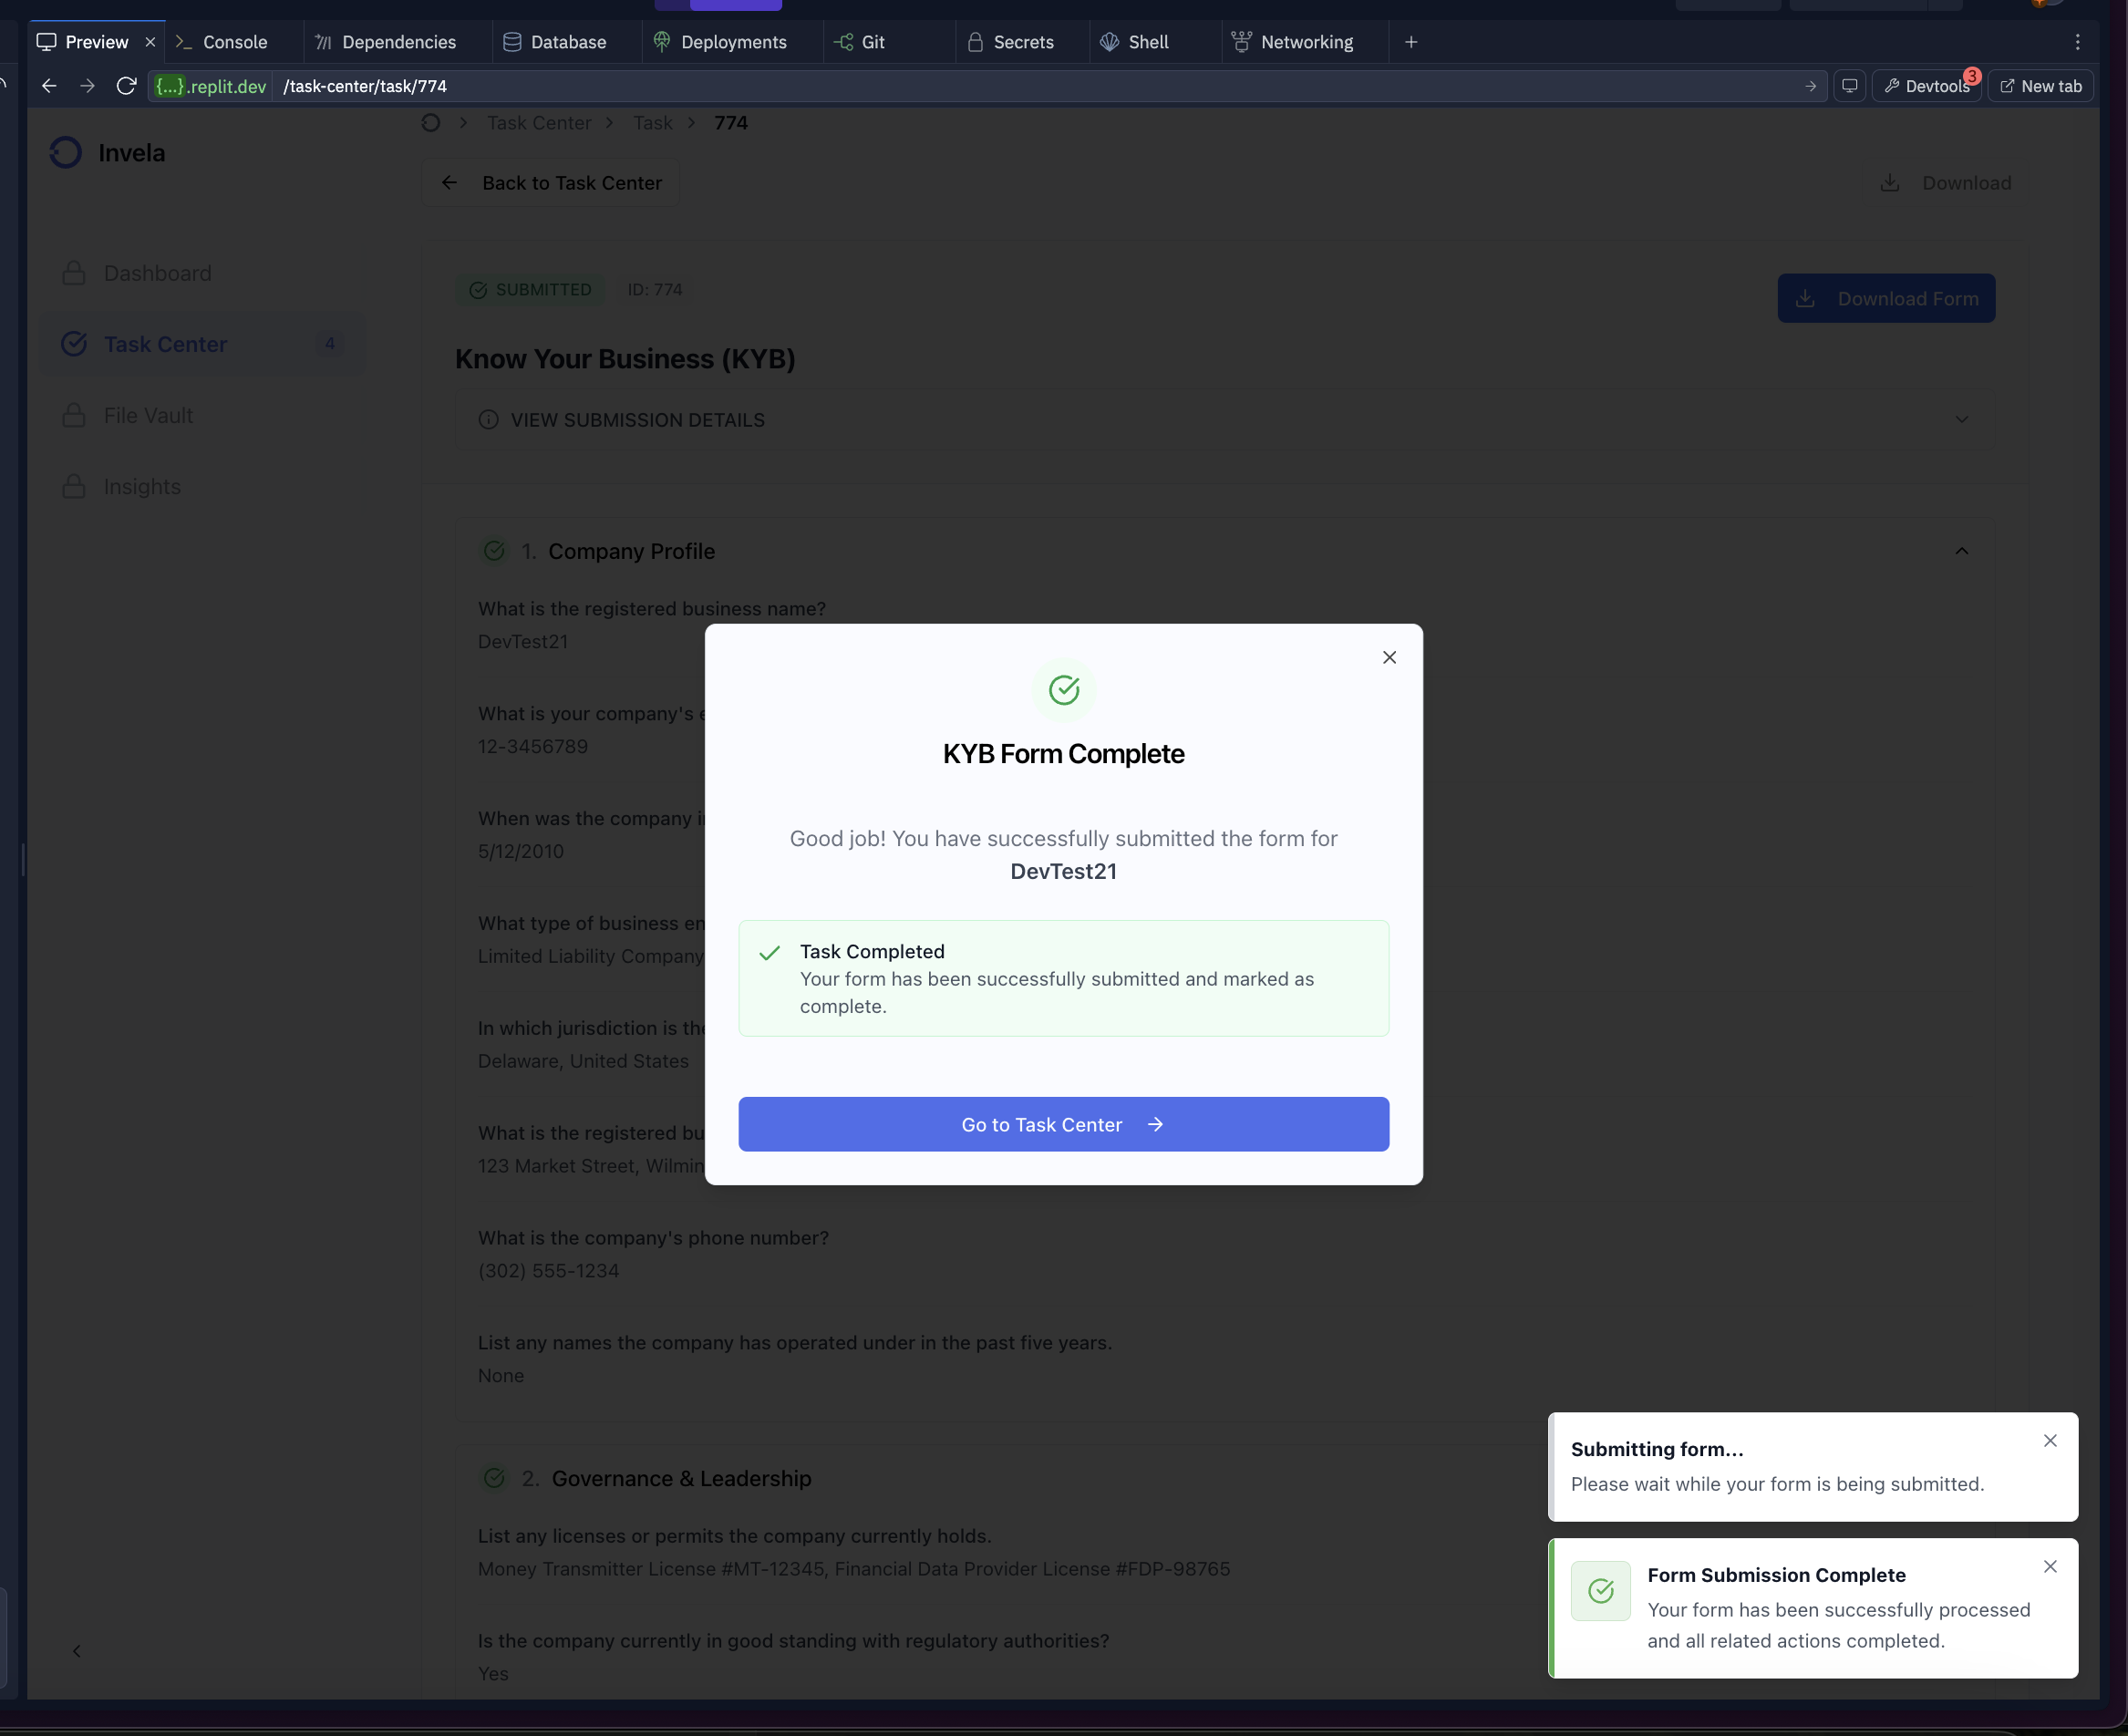 Preview
Console
Dependencies
Database
Deployments
Git
Secrets
Shell
Networking
{...}.replit.dev
/task-center/task/774
Devtools
3
New tab
Invela
Task Center
Task
774
Back to Task Center
Download
Dashboard
Task Center
4
File Vault
Insights
SUBMITTED
ID: 774
Download Form
Know Your Business (KYB)
VIEW SUBMISSION DETAILS
1. Company Profile
What is the registered business name?
DevTest21
What is your company's
12-3456789
When was the company
5/12/2010
What type of business
Limited Liability Company
In which jurisdiction is the
Delaware, United States
What is the registered
123 Market Street,
What is the company's phone number?
(302) 555-1234
List any names the company has operated under in the past five years.
None
2. Governance & Leadership
List any licenses or permits the company currently holds.
Money Transmitter License #MT-12345, Financial Data Provider License #FDP-98765
Is the company currently in good standing with regulatory authorities?
Yes
KYB Form Complete
Good job! You have successfully submitted the form for
DevTest21
Task Completed
Your form has been successfully submitted and marked as
complete.
Go to Task Center
Submitting form...
Please wait while your form is being submitted.
Form Submission Complete
Your form has been successfully processed
and all related actions completed.